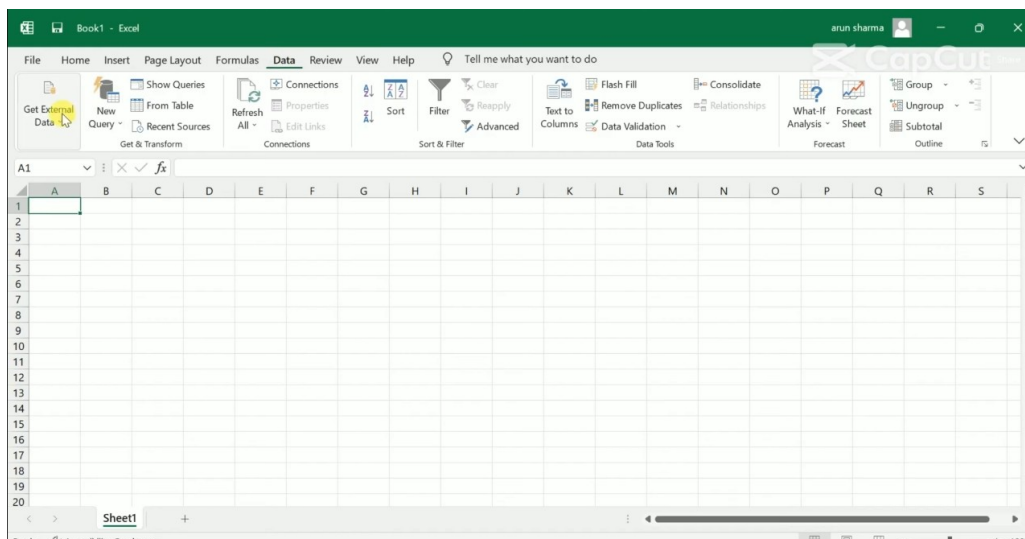 Book1 - Excel
arun sharma
File Home Insert Page Layout Formulas Data Review View Help Tell me what you want to do
CapCut
Get External Data
New Query
Show Queries
From Table
Recent Sources
Get & Transform
Refresh All
Connections
Properties
Edit Links
Connections
Sort
Filter
Clear
Reapply
Advanced
Sort & Filter
Text to Columns
Flash Fill
Remove Duplicates
Data Validation
Consolidate
Relationships
Data Tools
What-If Analysis
Forecast Sheet
Forecast
Group
Ungroup
Subtotal
Outline
A1
fx
A B C D E F G H I J K L M N O P Q R S
1
2
3
4
5
6
7
8
9
10
11
12
13
14
15
16
17
18
19
20
Sheet1